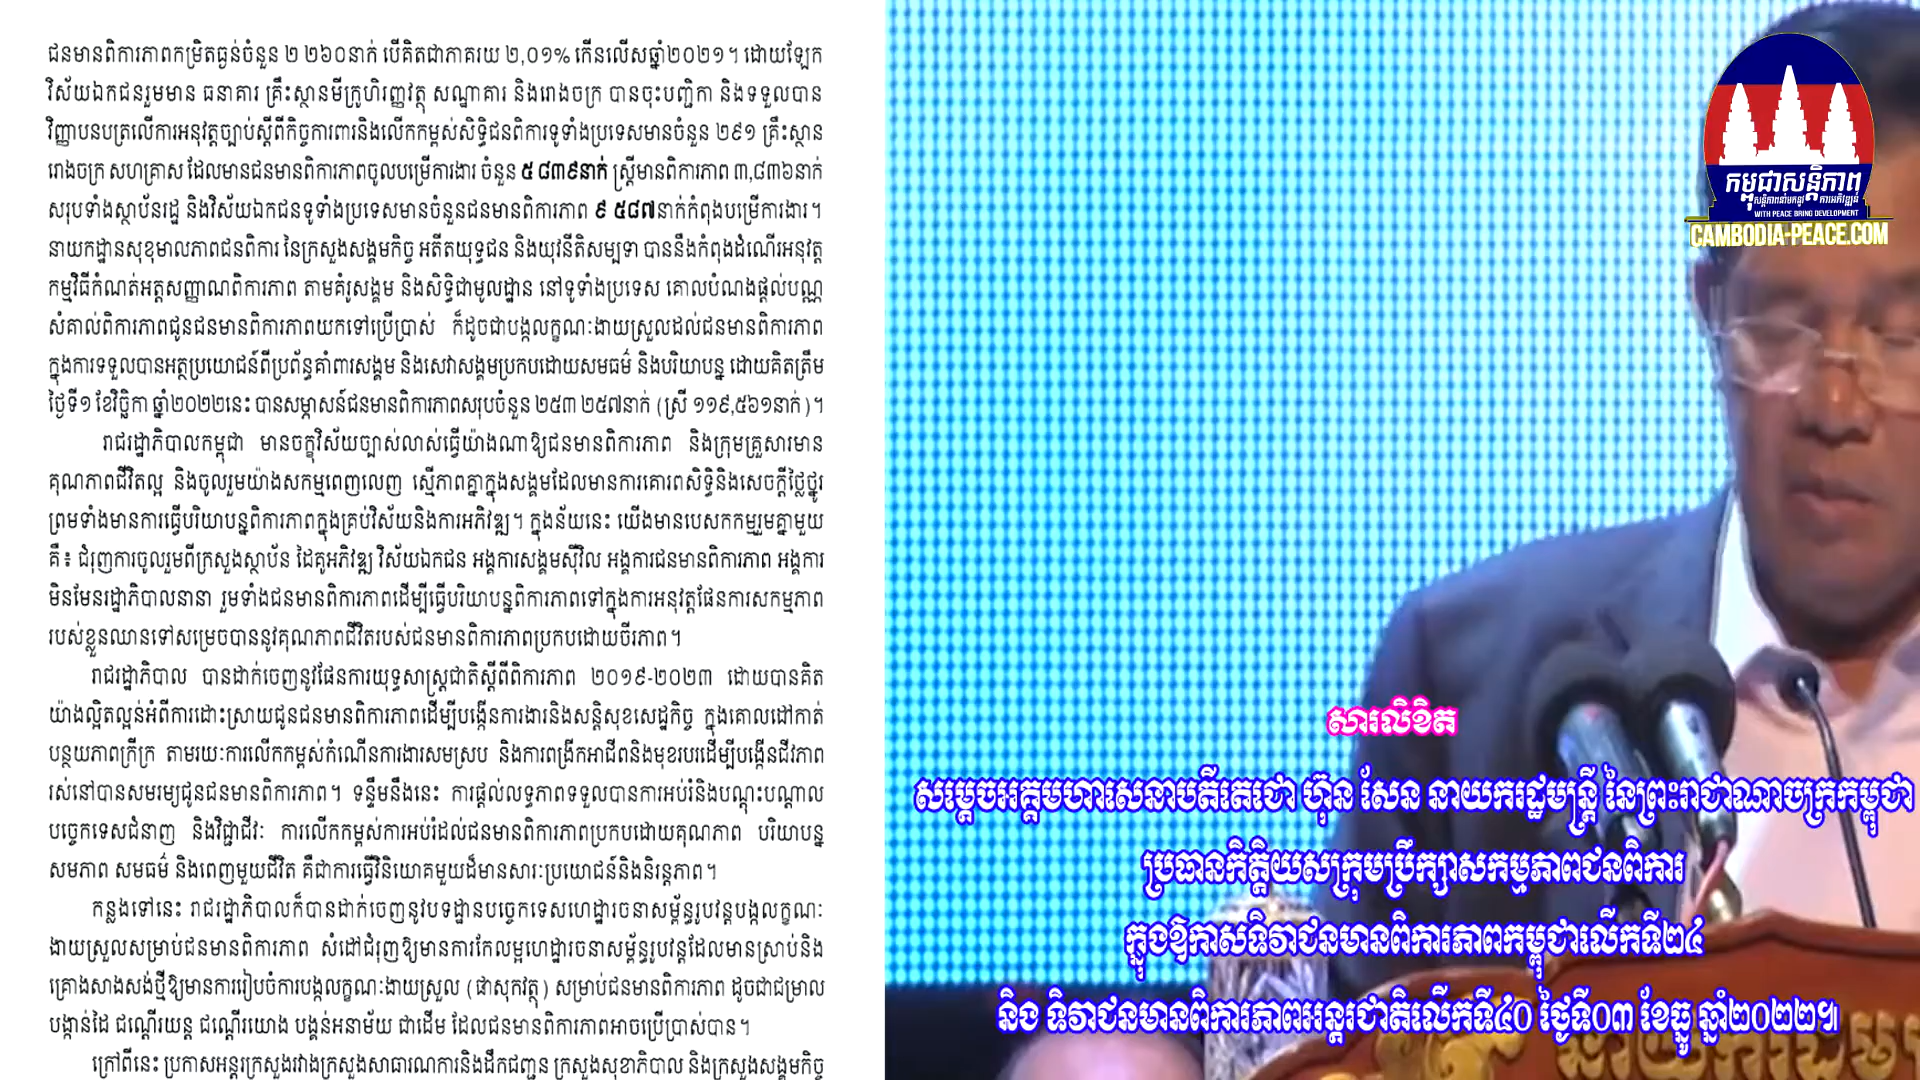 ជនមានពិការភាពកម្រិតធ្ងន់ចំនួន ២ ២៦០នាក់ បើគិតជាភាគរយ ២,០១% កើនលើសឆ្នាំ២០២១។ ដោយឡែក
វិស័យឯកជនរួមមាន ធនាគារ គ្រឹះស្ថានមីក្រូហិរញ្ញវត្ថុ សណ្ឋាគារ និងរោងចក្រ បានចុះបញ្ជិកា និងទទួលបាន
វិញ្ញាបនបត្រលើការអនុវត្តច្បាប់ស្តីពីកិច្ចការពារនិងលើកកម្ពស់សិទ្ធិជនពិការទូទាំងប្រទេសមានចំនួន ២៩១ គ្រឹះស្ថាន
រោងចក្រ សហគ្រាស ដែលមានជនមានពិការភាពចូលបម្រើការងារ ចំនួន ៥ ៨៣៩នាក់ ស្ត្រីមានពិការភាព ៣,៨៣៦នាក់
សរុបទាំងស្ថាប័នរដ្ឋ និងវិស័យឯកជនទូទាំងប្រទេសមានចំនួនជនមានពិការភាព ៩ ៥៨៧នាក់កំពុងបម្រើការងារ។
នាយកដ្ឋានសុខុមាលភាពជនពិការ នៃក្រសួងសង្គមកិច្ច អតីតយុទ្ធជន និងយុវនីតិសម្បទា បាននឹងកំពុងដំណើរអនុវត្ត
កម្មវិធីកំណត់អត្តសញ្ញាណពិការភាព តាមគំរូសង្គម និងសិទ្ធិជាមូលដ្ឋាន នៅទូទាំងប្រទេស គោលបំណងផ្តល់បណ្ណ
សំគាល់ពិការភាពជូនជនមានពិការភាពយកទៅប្រើប្រាស់ ក៏ដូចជាបង្កលក្ខណៈងាយស្រួលដល់ជនមានពិការភាព
ក្នុងការទទួលបានអត្ថប្រយោជន៍ពីប្រព័ន្ធគាំពារសង្គម និងសេវាសង្គមប្រកបដោយសមធម៌ និងបរិយាបន្ន ដោយគិតត្រឹម
ថ្ងៃទី១ ខែវិច្ឆិកា ឆ្នាំ២០២២នេះ បានសម្ភាសន៍ជនមានពិការភាពសរុបចំនួន ២៥៣ ២៥៧នាក់ (ស្រី ១១៩,៥៦១នាក់)។
រាជរដ្ឋាភិបាលកម្ពុជា មានចក្ខុវិស័យច្បាស់លាស់ធ្វើយ៉ាងណាឱ្យជនមានពិការភាព និងក្រុមគ្រួសារមាន
គុណភាពជីវិតល្អ និងចូលរួមយ៉ាងសកម្មពេញលេញ ស្មើភាពគ្នាក្នុងសង្គមដែលមានការគោរពសិទ្ធិនិងសេចក្តីថ្លៃថ្នូរ
ព្រមទាំងមានការធ្វើបរិយាបន្នពិការភាពក្នុងគ្រប់វិស័យនិងការអភិវឌ្ឍ។ ក្នុងន័យនេះ យើងមានបេសកកម្មរួមគ្នាមួយ
គឺ៖ ជំរុញការចូលរួមពីក្រសួងស្ថាប័ន ដៃគូអភិវឌ្ឍ វិស័យឯកជន អង្គការសង្គមស៊ីវិល អង្គការជនមានពិការភាព អង្គការ
មិនមែនរដ្ឋាភិបាលនានា រួមទាំងជនមានពិការភាពដើម្បីធ្វើបរិយាបន្នពិការភាពទៅក្នុងការអនុវត្តផែនការសកម្មភាព
របស់ខ្លួនឈានទៅសម្រេចបាននូវគុណភាពជីវិតរបស់ជនមានពិការភាពប្រកបដោយចីរភាព។
រាជរដ្ឋាភិបាល បានដាក់ចេញនូវផែនការយុទ្ធសាស្ត្រជាតិស្តីពីពិការភាព ២០១៩-២០២៣ ដោយបានគិត
យ៉ាងល្អិតល្អន់អំពីការដោះស្រាយជូនជនមានពិការភាពដើម្បីបង្កើនការងារនិងសន្តិសុខសេដ្ឋកិច្ច ក្នុងគោលដៅកាត់
បន្ថយភាពក្រីក្រ តាមរយៈការលើកកម្ពស់កំណើនការងារសមស្រប និងការពង្រីកអាជីពនិងមុខរបរដើម្បីបង្កើនជីវភាព
រស់នៅបានសមរម្យជូនជនមានពិការភាព។ ទន្ទឹមនឹងនេះ ការផ្តល់លទ្ធភាពទទួលបានការអប់រំនិងបណ្តុះបណ្តាល
បច្ចេកទេសជំនាញ និងវិជ្ជាជីវៈ ការលើកកម្ពស់ការអប់រំដល់ជនមានពិការភាពប្រកបដោយគុណភាព បរិយាបន្ន
សមភាព សមធម៌ និងពេញមួយជីវិត គឺជាការធ្វើវិនិយោគមួយដ៏មានសារៈប្រយោជន៍និងនិរន្តភាព។
កន្លងទៅនេះ រាជរដ្ឋាភិបាលក៏បានដាក់ចេញនូវបទដ្ឋានបច្ចេកទេសហេដ្ឋារចនាសម្ព័ន្ធរូបវន្តបង្កលក្ខណៈ
ងាយស្រួលសម្រាប់ជនមានពិការភាព សំដៅជំរុញឱ្យមានការកែលម្អហេដ្ឋារចនាសម្ព័ន្ធរូបវន្តដែលមានស្រាប់និង
គ្រោងសាងសង់ថ្មីឱ្យមានការរៀបចំការបង្កលក្ខណៈងាយស្រួល (ផាសុកវត្ថុ) សម្រាប់ជនមានពិការភាព ដូចជាជម្រាល
បង្កាន់ដៃ ជណ្តើរយន្ត ជណ្តើរយោង បង្គន់អនាម័យ ជាដើម ដែលជនមានពិការភាពអាចប្រើប្រាស់បាន។
ក្រៅពីនេះ ប្រកាសអន្តរក្រសួងរវាងក្រសួងសាធារណការនិងដឹកជញ្ជូន ក្រសួងសុខាភិបាល និងក្រសួងសង្គមកិច្ច
កម្ពុជាសន្តិភាព
សន្តិភាពនាំមកនូវ ការអភិវឌ្ឍន៍
WITH PEACE BRING DEVELOPMENT
CAMBODIA-PEACE.COM
សារលិខិត
សម្តេចអគ្គមហាសេនាបតីតេជោ ហ៊ុន សែន នាយករដ្ឋមន្ត្រី នៃព្រះរាជាណាចក្រកម្ពុជា
ប្រធានកិត្តិយសក្រុមប្រឹក្សាសកម្មភាពជនពិការ
ក្នុងឱកាសទិវាជនមានពិការភាពកម្ពុជាលើកទី២៤
និង ទិវាជនមានពិការភាពអន្តរជាតិលើកទី៤០ ថ្ងៃទី០៣ ខែធ្នូ ឆ្នាំ២០២២៕
នាយករដ្ឋមន្ត្រី